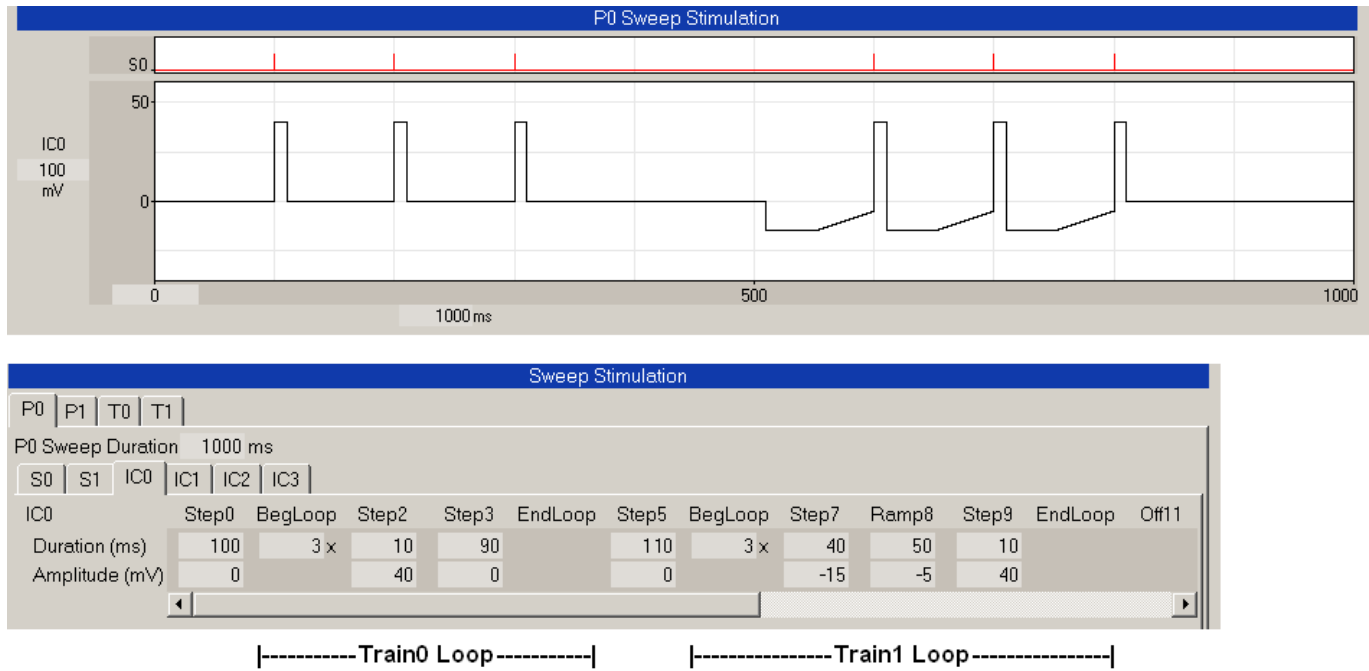 P0 Sweep Stimulation
S0
50
IC0
100
mV
0
0 500 1000
1000 ms
Sweep Stimulation
P0 P1 T0 T1
P0 Sweep Duration 1000 ms
S0 S1 IC0 IC1 IC2 IC3
IC0 Step0 BegLoop Step2 Step3 EndLoop Step5 BegLoop Step7 Ramp8 Step9 EndLoop Off11
Duration (ms) 100 3 x 10 90 110 3 x 40 50 10
Amplitude (mV) 0 40 0 0 -15 -5 40
|-----------Train0 Loop-----------| |----------------Train1 Loop----------------|